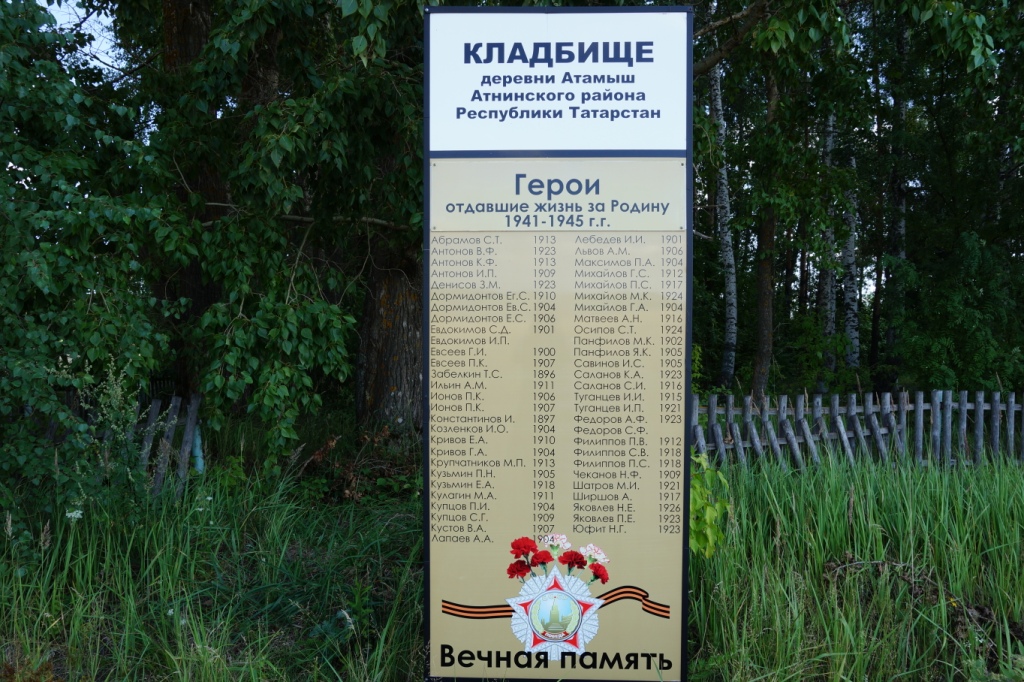 КЛАДБИЩЕ
деревни Атамыш
Атнинского района
Республики Татарстан
Герои
отдавшие жизнь за Родину
1941-1945 г.г.
Абрамов С.Т. 1913
Антонов В.Ф. 1923
Антонов К.Ф. 1913
Антонов И.П. 1909
Денисов З.М. 1923
Дормидонтов Ег.С. 1910
Дормидонтов Ев.С. 1904
Дормидонтов Е.С. 1906
Евдокимов С.Д. 1901
Евдокимов И.П.
Евсеев Г.И. 1900
Евсеев П.К. 1907
Забелкин Т.С. 1896
Ильин А.М. 1911
Ионов П.К. 1906
Ионов П.К. 1907
Константинов И. 1897
Козленков И.О. 1904
Кривов Е.А. 1910
Кривов Г.А. 1904
Крупчатников М.П. 1913
Кузьмин П.Н. 1905
Кузьмин Е.А. 1918
Кулагин М.А. 1911
Купцов П.И. 1904
Купцов С.Г. 1909
Кустов В.А. 1907
Лапаев А.А. 1904
Лебедев И.И. 1901
Львов А.М. 1906
Максимов П.А. 1904
Михайлов Г.С. 1912
Михайлов П.С. 1917
Михайлов М.К. 1924
Михайлов Г.А. 1904
Матвеев А.Н. 1916
Осипов С.Т. 1924
Панфилов М.К. 1902
Панфилов Я.К. 1905
Савинов И.С. 1905
Саланов К.А. 1923
Саланов С.И. 1916
Туганцев И.И. 1915
Туганцев И.П. 1921
Федоров А.Ф. 1923
Федоров С.Ф.
Филиппов П.В. 1912
Филиппов С.В. 1918
Филиппов П.С. 1918
Чеканов Н.Ф. 1909
Шатров М.И. 1921
Ширшов А. 1917
Яковлев Н.Е. 1926
Яковлев П.Е. 1923
Юфит Н.Г. 1923
Вечная память